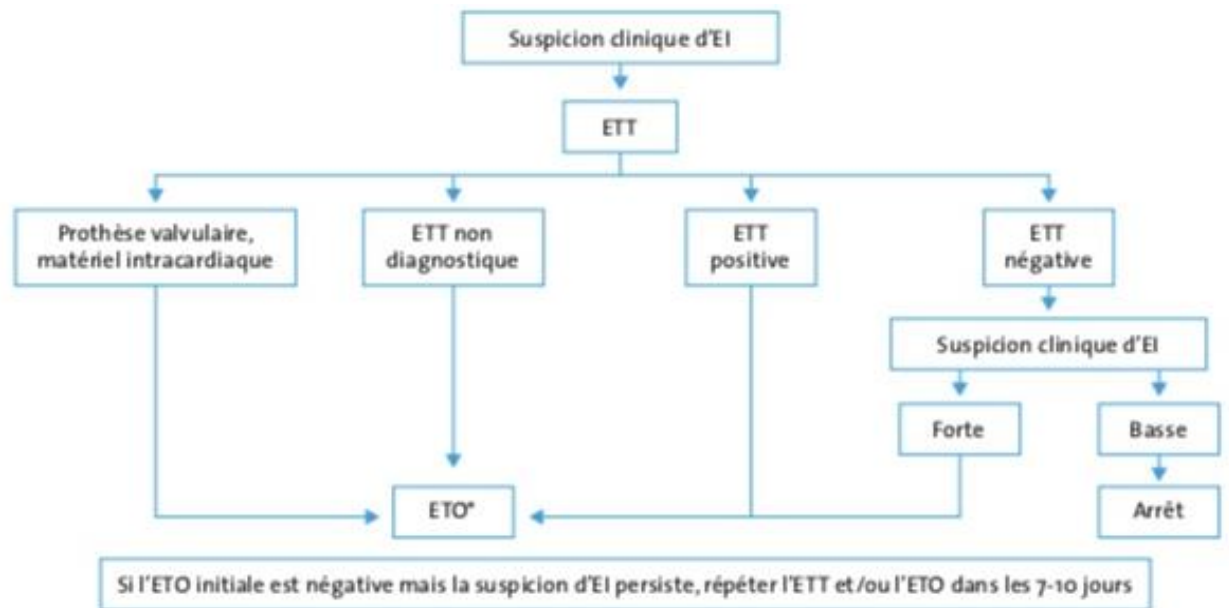 Suspicion clinique d'EI
ETT
Prothèse valvulaire,
matériel intracardiaque
ETT non
diagnostique
ETT
positive
ETT
négative
Suspicion clinique d'EI
Forte
Basse
ETO*
Arrêt
Si l'ETO initiale est négative mais la suspicion d'EI persiste, répéter l'ETT et/ou l'ETO dans les 7-10 jours